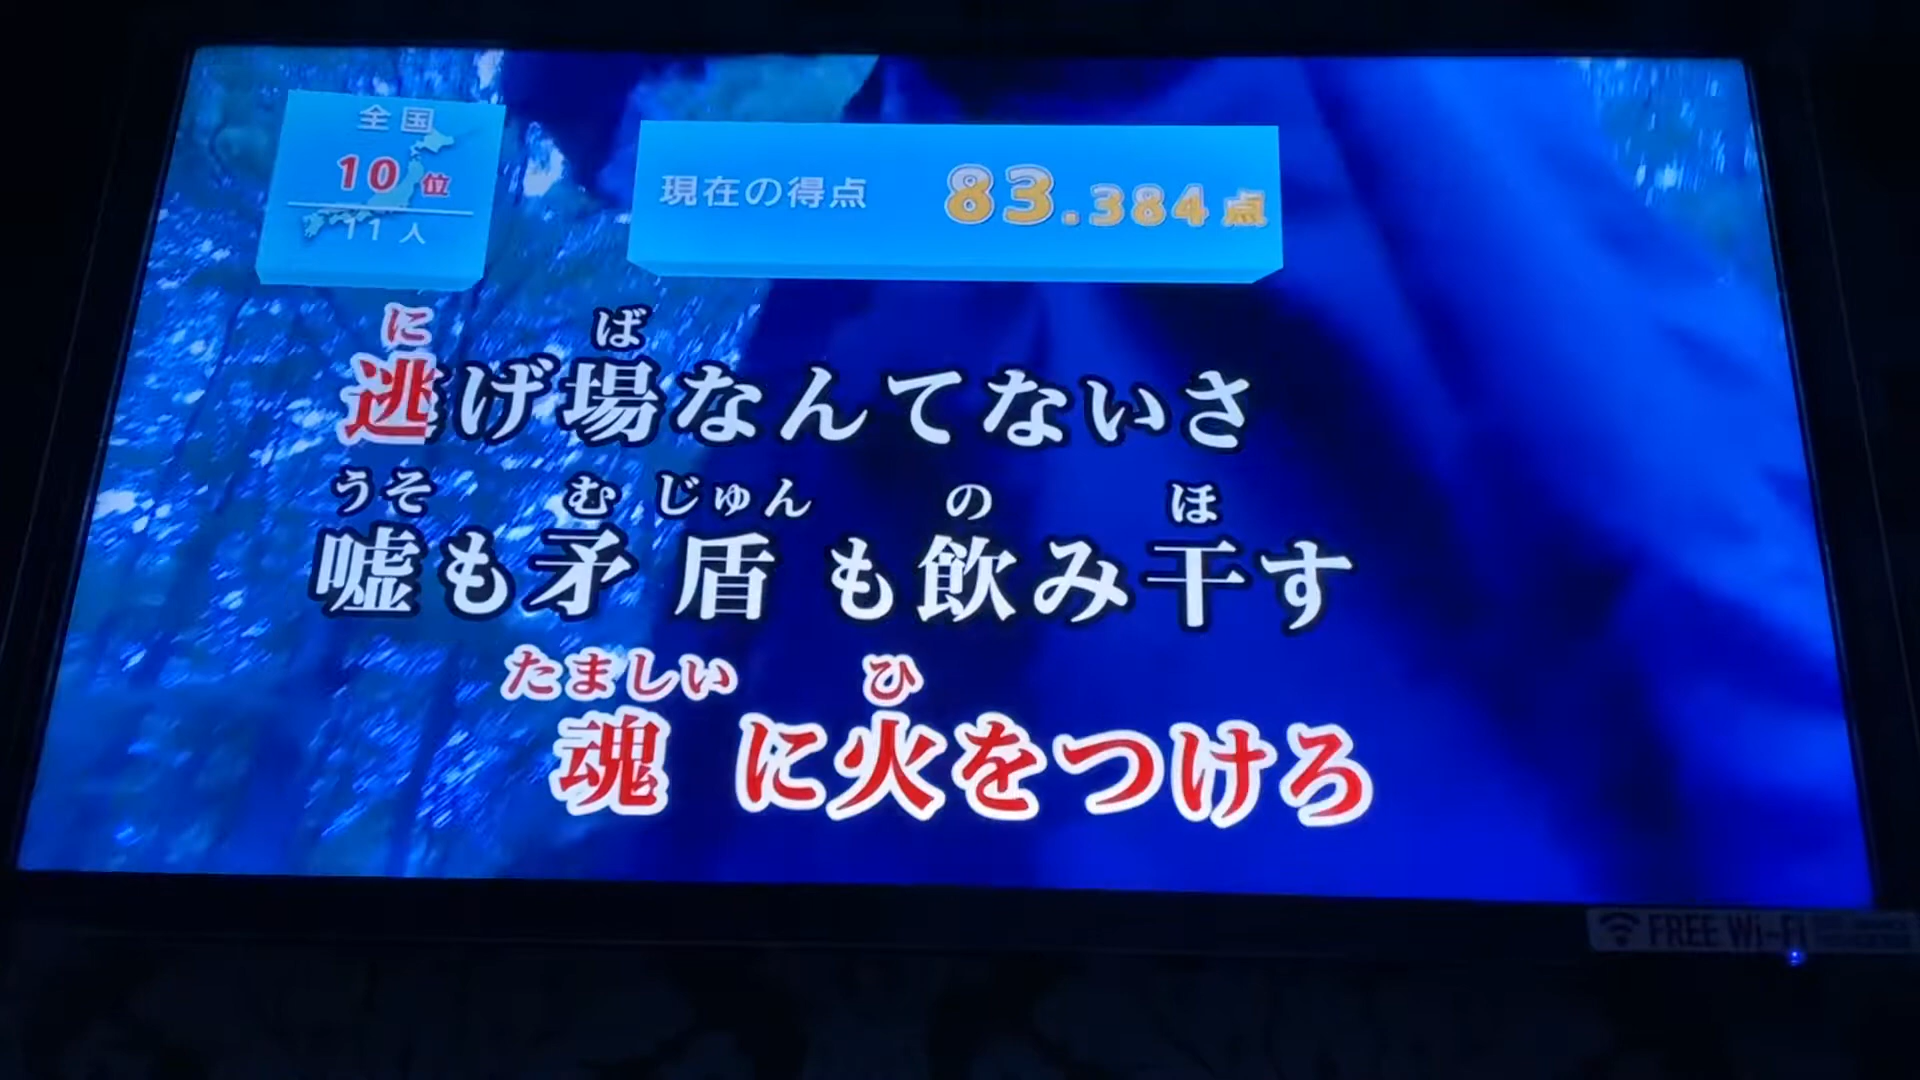 全国
10位
11人
現在の得点 83.384点
に ば
逃げ場なんてないさ
うそ む じゅん の ほ
嘘も矛盾も飲み干す
たましい ひ
魂に火をつけろ
FREE Wi-Fi